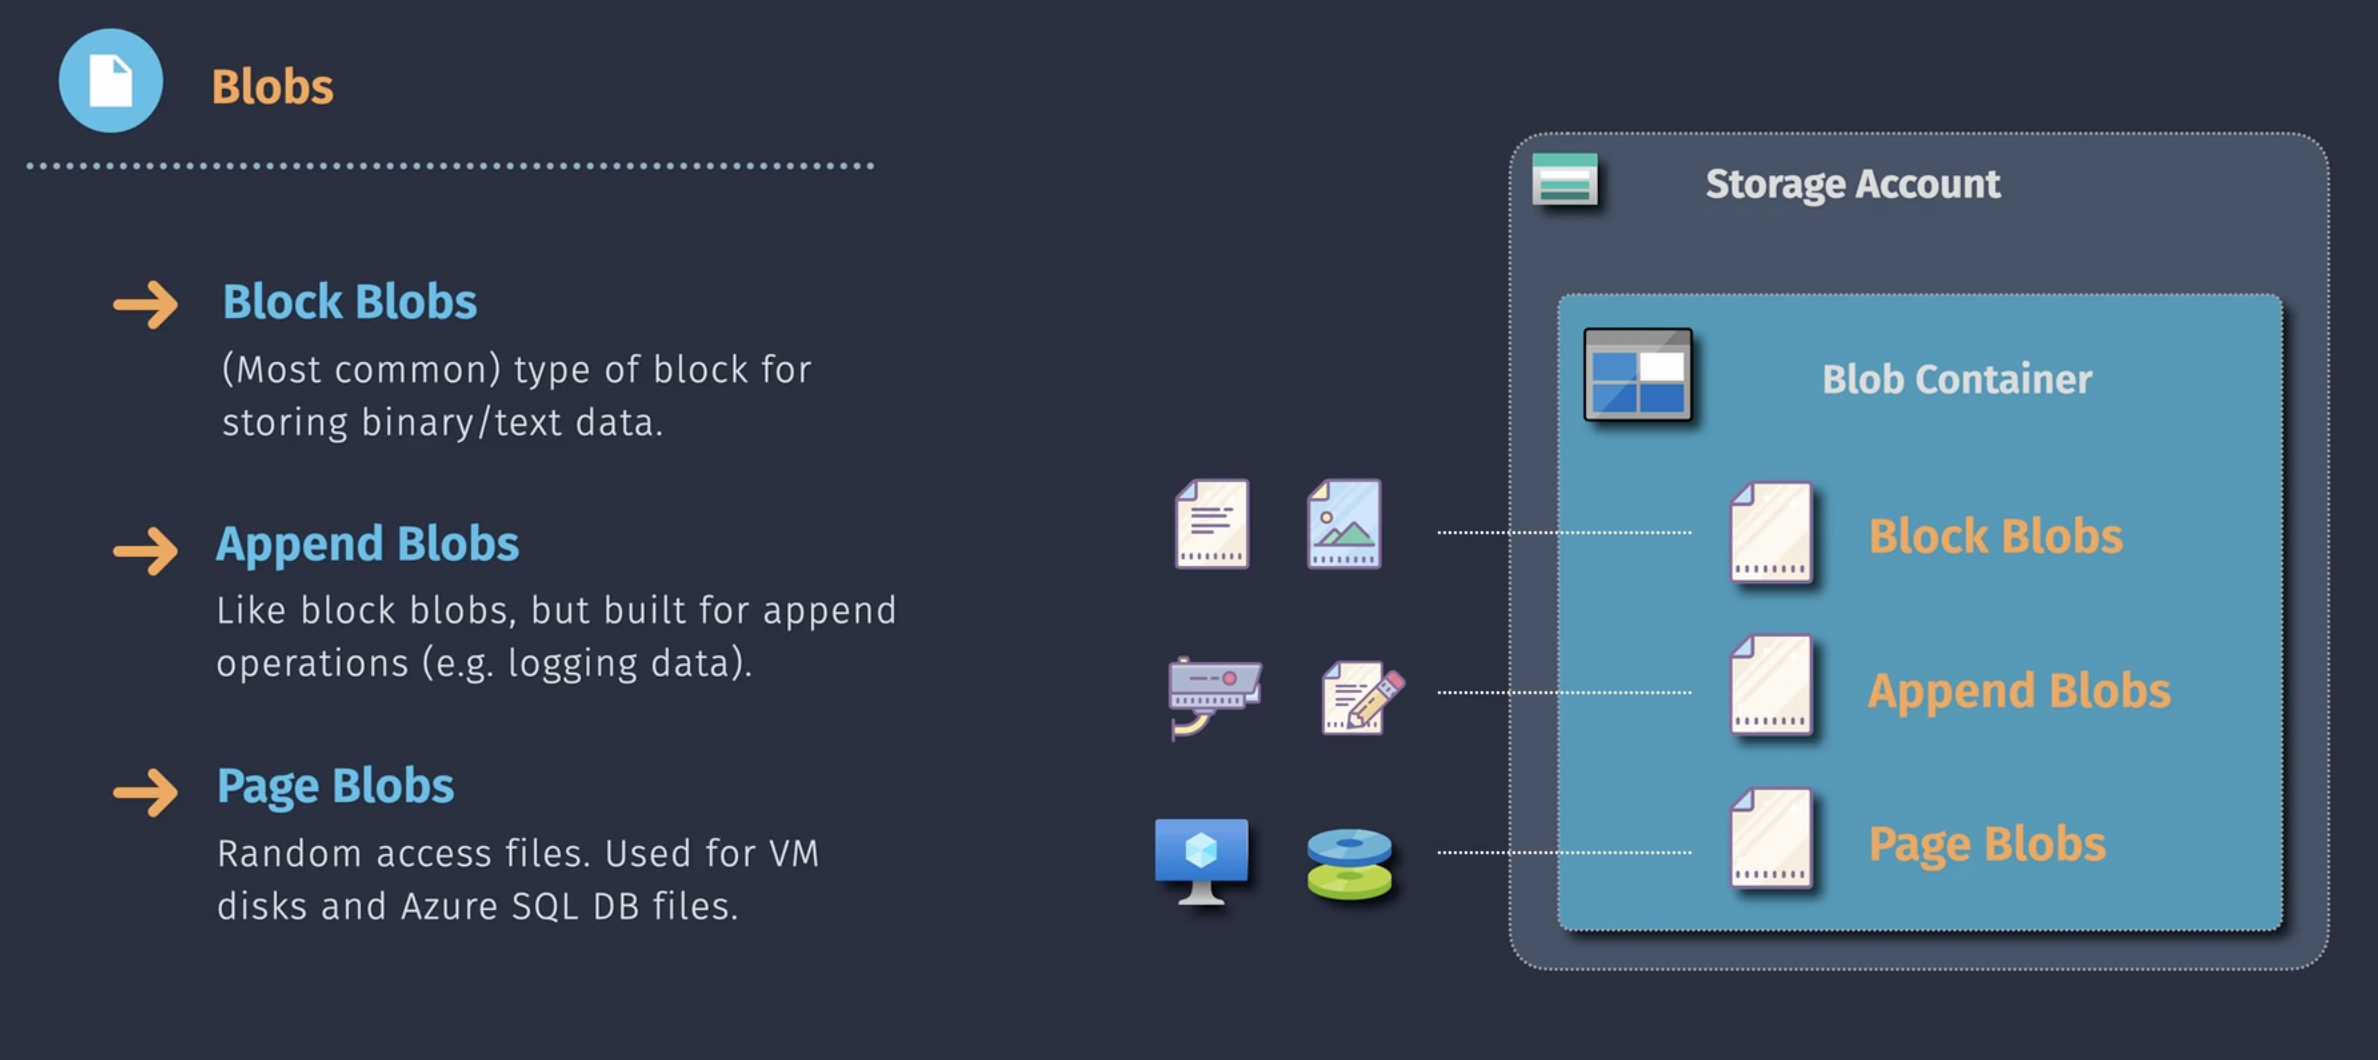 Blobs
Block Blobs
(Most common) type of block for
storing binary/text data.
Append Blobs
Like block blobs, but built for append
operations (e.g. logging data).
Page Blobs
Random access files. Used for VM
disks and Azure SQL DB files.
Storage Account
Blob Container
Block Blobs
Append Blobs
Page Blobs